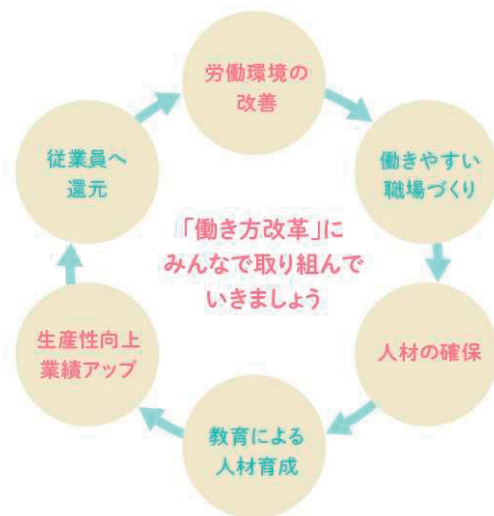 労働環境の
改善
働きやすい
職場づくり
人材の確保
教育による
人材育成
生産性向上
業績アップ
従業員へ
還元
「働き方改革」に
みんなで取り組んで
いきましょう